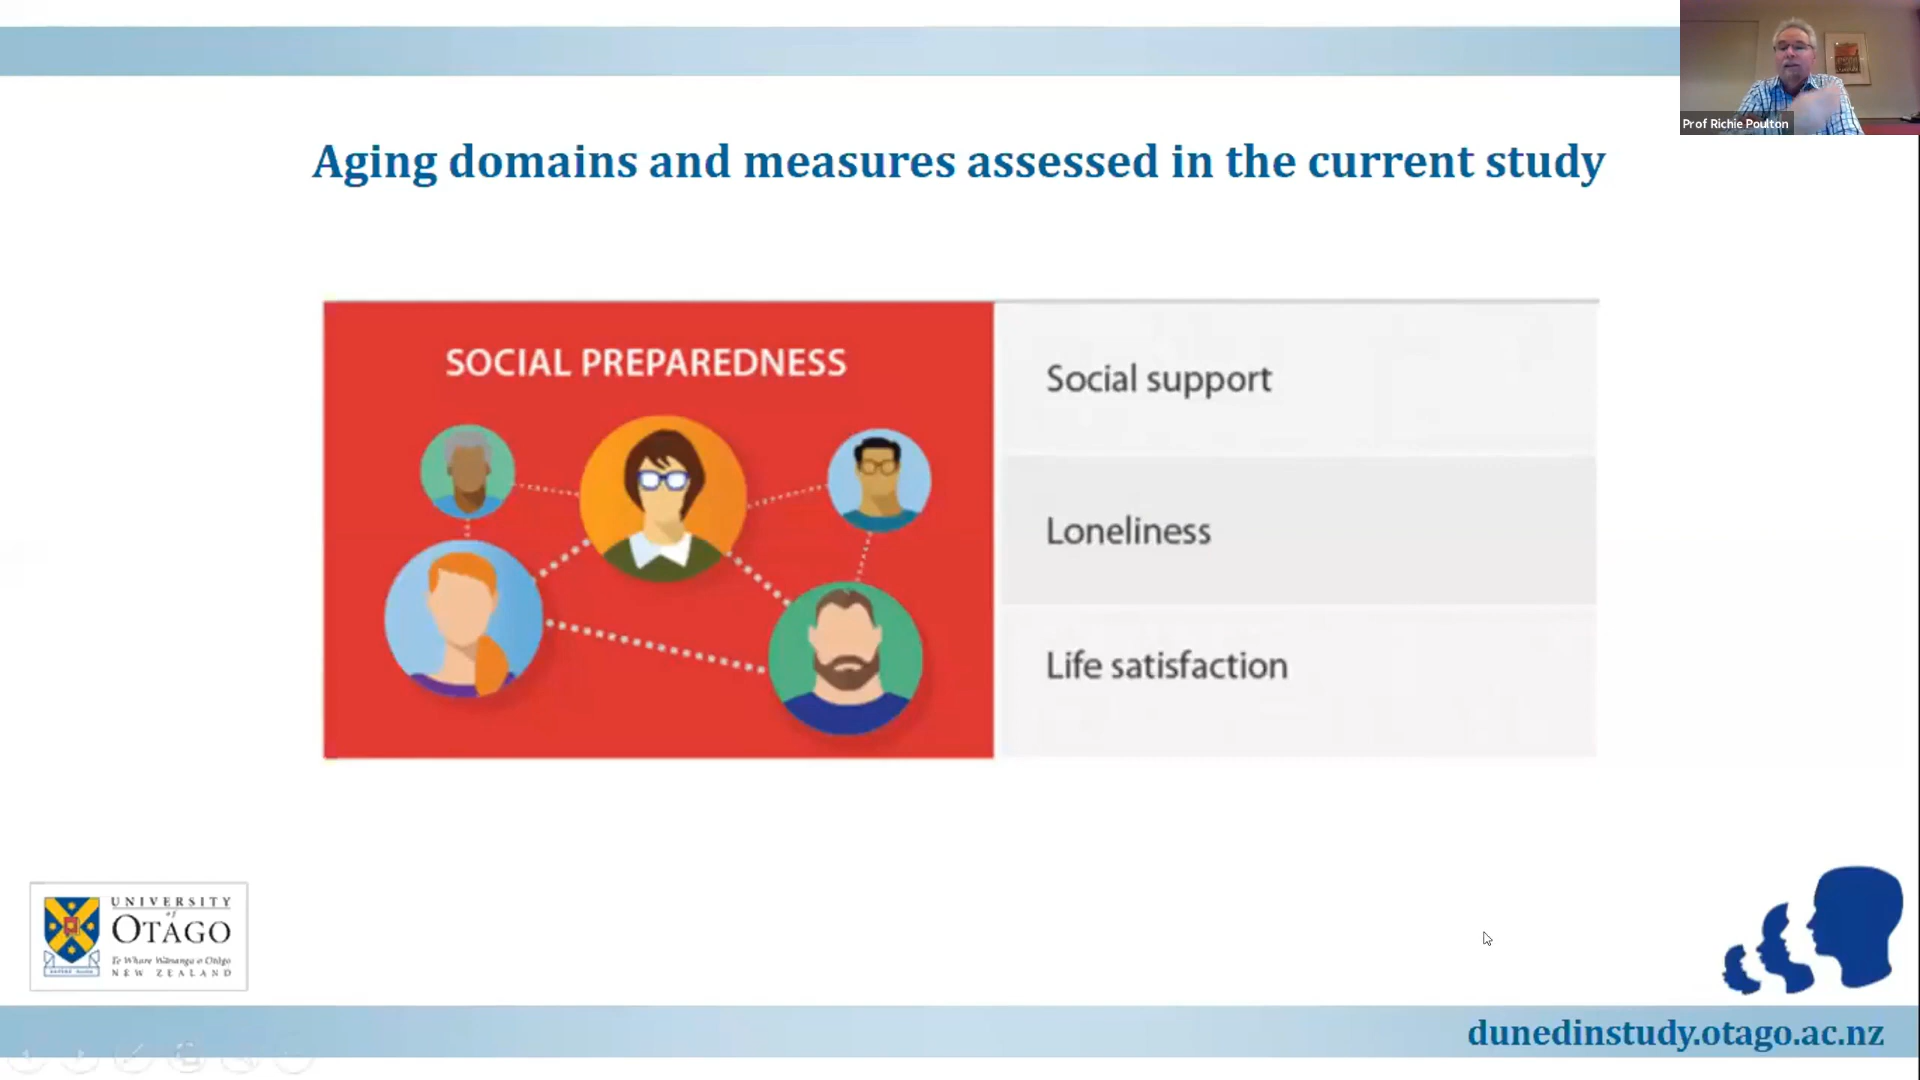 Prof Richie Poulton
Aging domains and measures assessed in the current study
SOCIAL PREPAREDNESS
Social support
Loneliness
Life satisfaction
UNIVERSITY
of
OTAGO
Te Whare Wānanga o Otāgo
NEW ZEALAND
dunedinstudy.otago.ac.nz